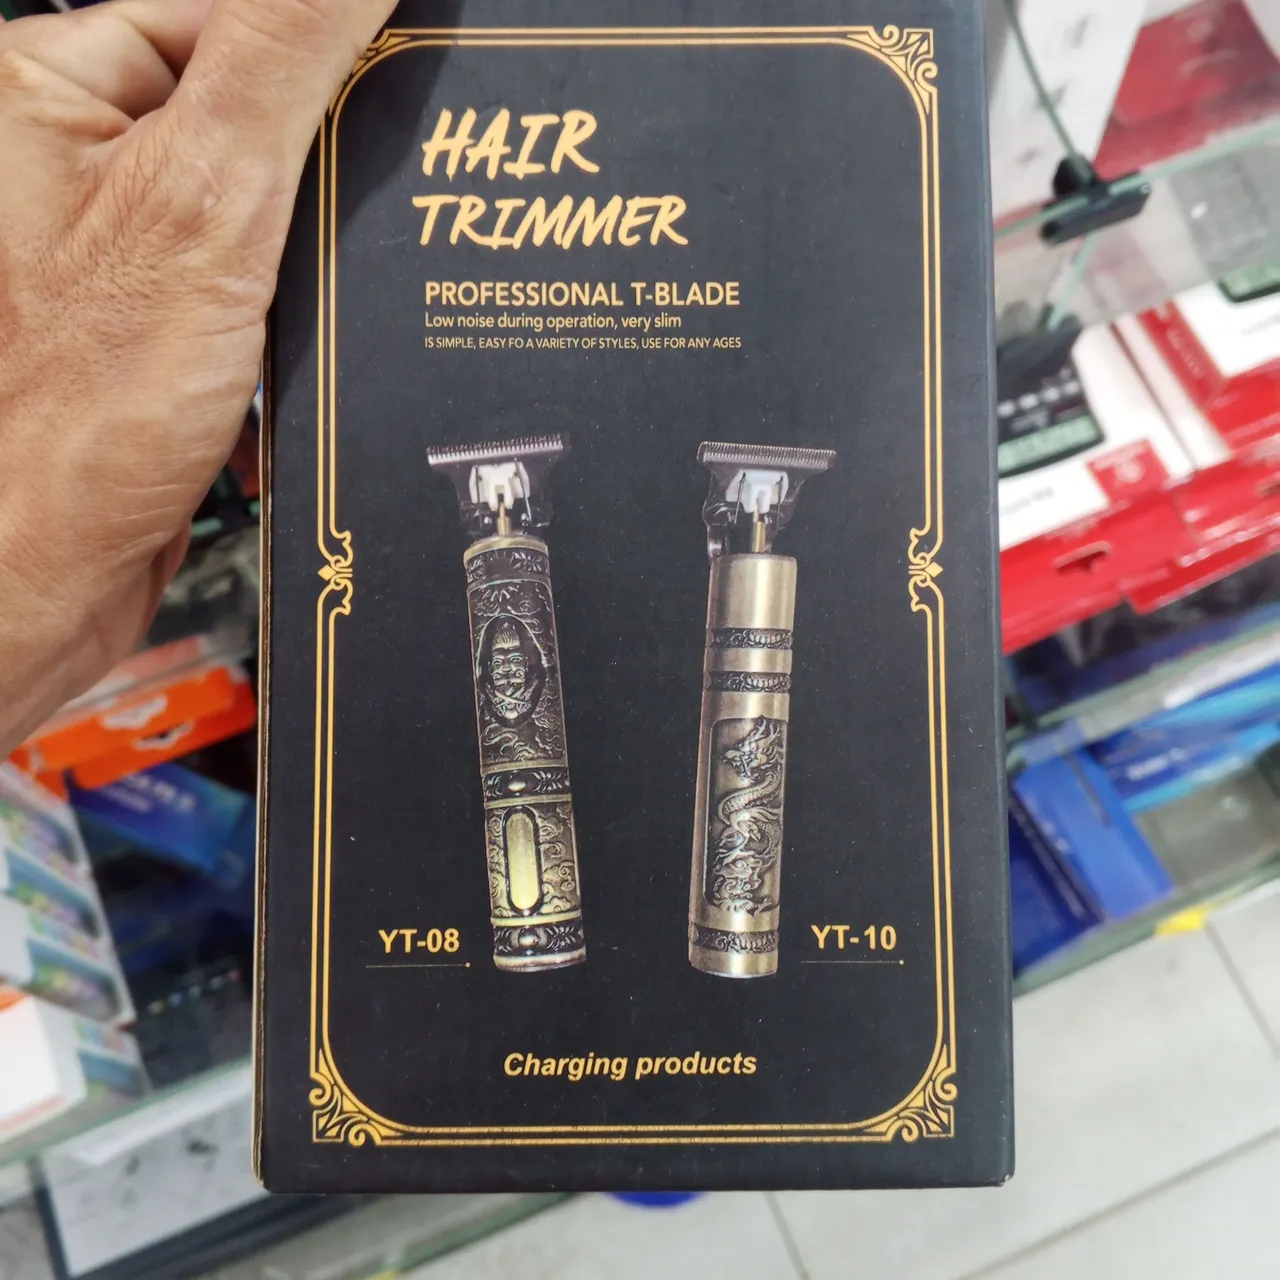 HAIR
TRIMMER
PROFESSIONAL T-BLADE
Low noise during operation, very slim
IS SIMPLE, EASY FO A VARIETY OF STYLES, USE FOR ANY AGES
YT-08
YT-10
Charging products